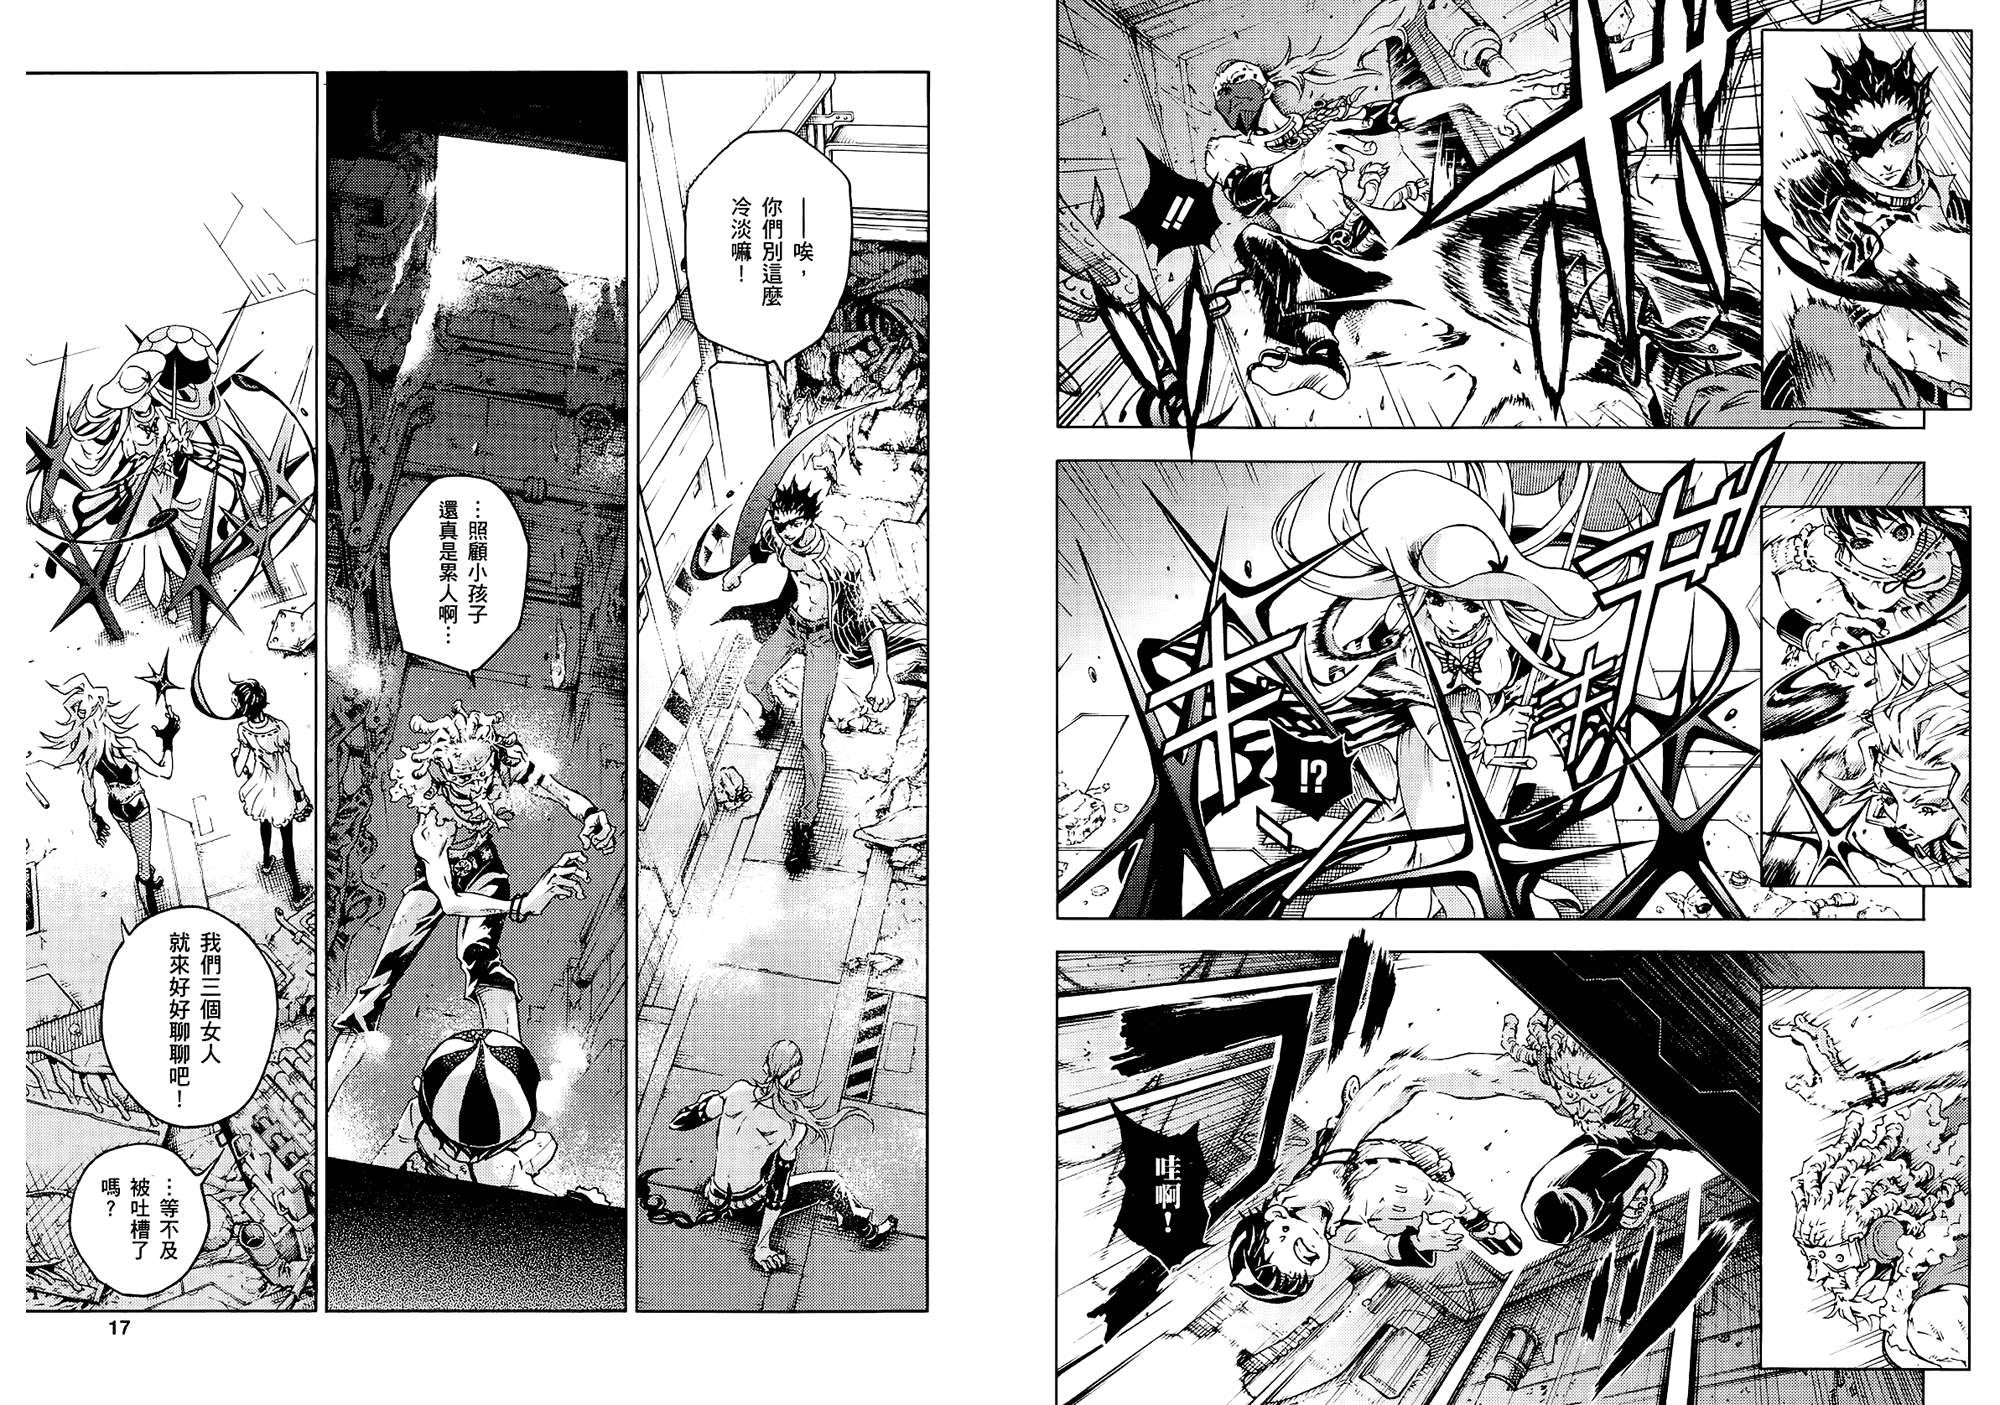 !!
!?
哇啊！
——唉，
你們別這麼
冷淡嘛！
…照顧小孩子
還真是累人啊…
我們三個女人
就來好好聊聊吧！
…等不及
被吐槽了
嗎？
17